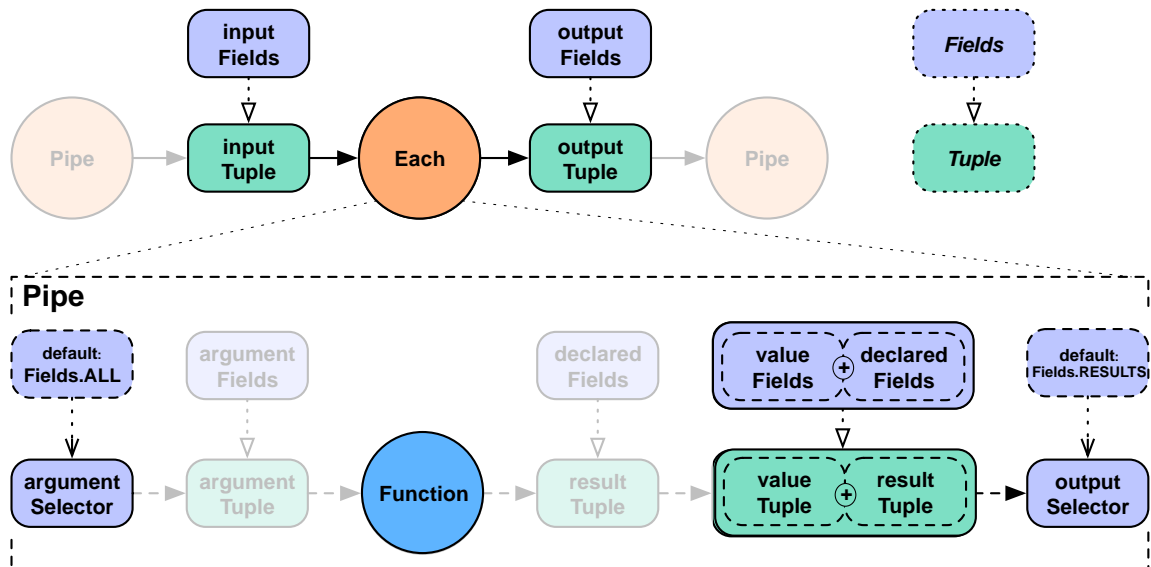 input
Fields
output
Fields
Fields
Pipe
input
Tuple
Each
output
Tuple
Pipe
Tuple
Pipe
default:
Fields.ALL
argument
Fields
declared
Fields
value
Fields
+
declared
Fields
default:
Fields.RESULTS
argument
Selector
argument
Tuple
Function
result
Tuple
value
Tuple
+
result
Tuple
output
Selector